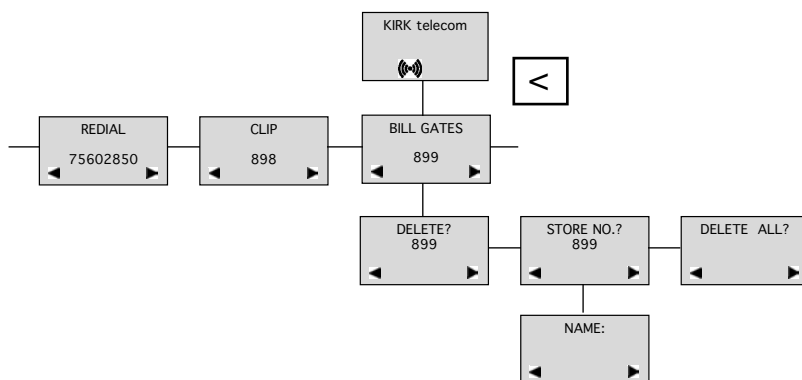 KIRK telecom
<
REDIAL
75602850
CLIP
898
BILL GATES
899
DELETE?
899
STORE NO.?
899
DELETE ALL?
NAME: